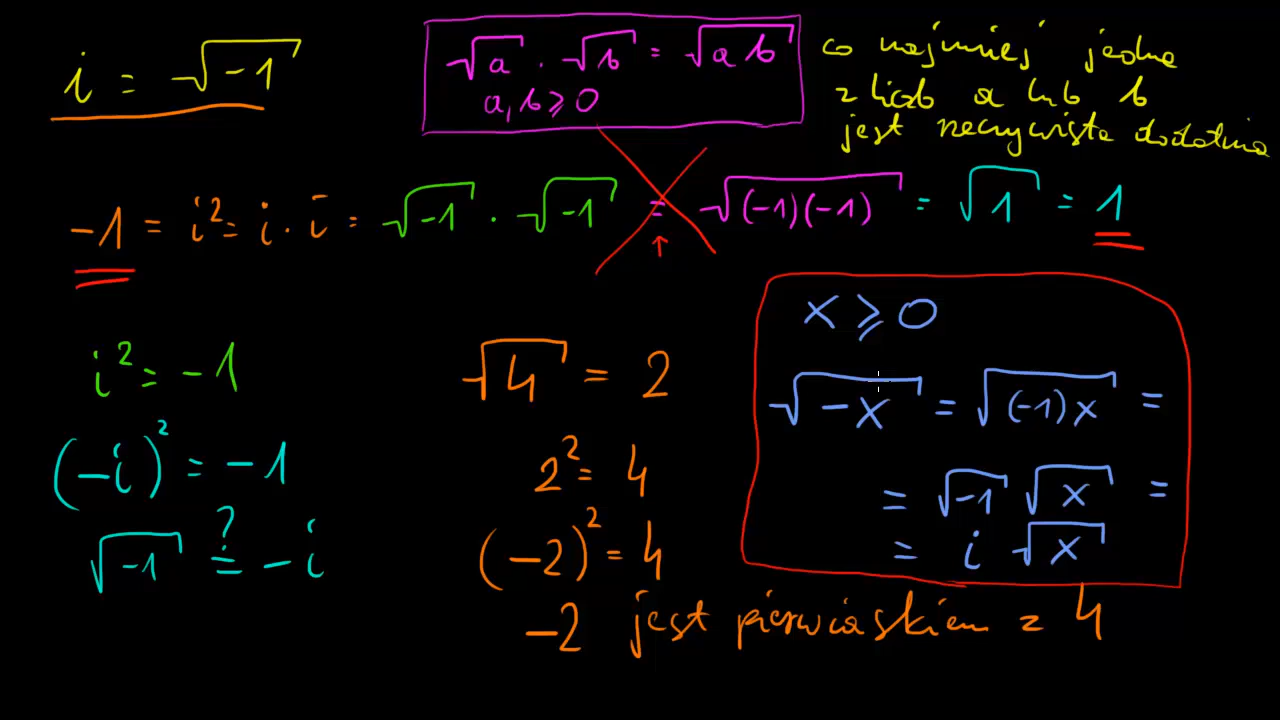 i = √-1
√a · √b = √ab
a, b ⩾ 0
co najmniej jedna
z liczb a lub b
jest rzeczywista dodatnia
-1 = i² = i · i = √-1 · √-1 = √(-1)(-1) = √1 = 1
↑
i² = -1
(-i)² = -1
√-1 ?= -i
√4 = 2
2² = 4
(-2)² = 4
-2 jest pierwiastkiem z 4
x ⩾ 0
√-x = √(-1)x =
= √-1 √x =
= i √x